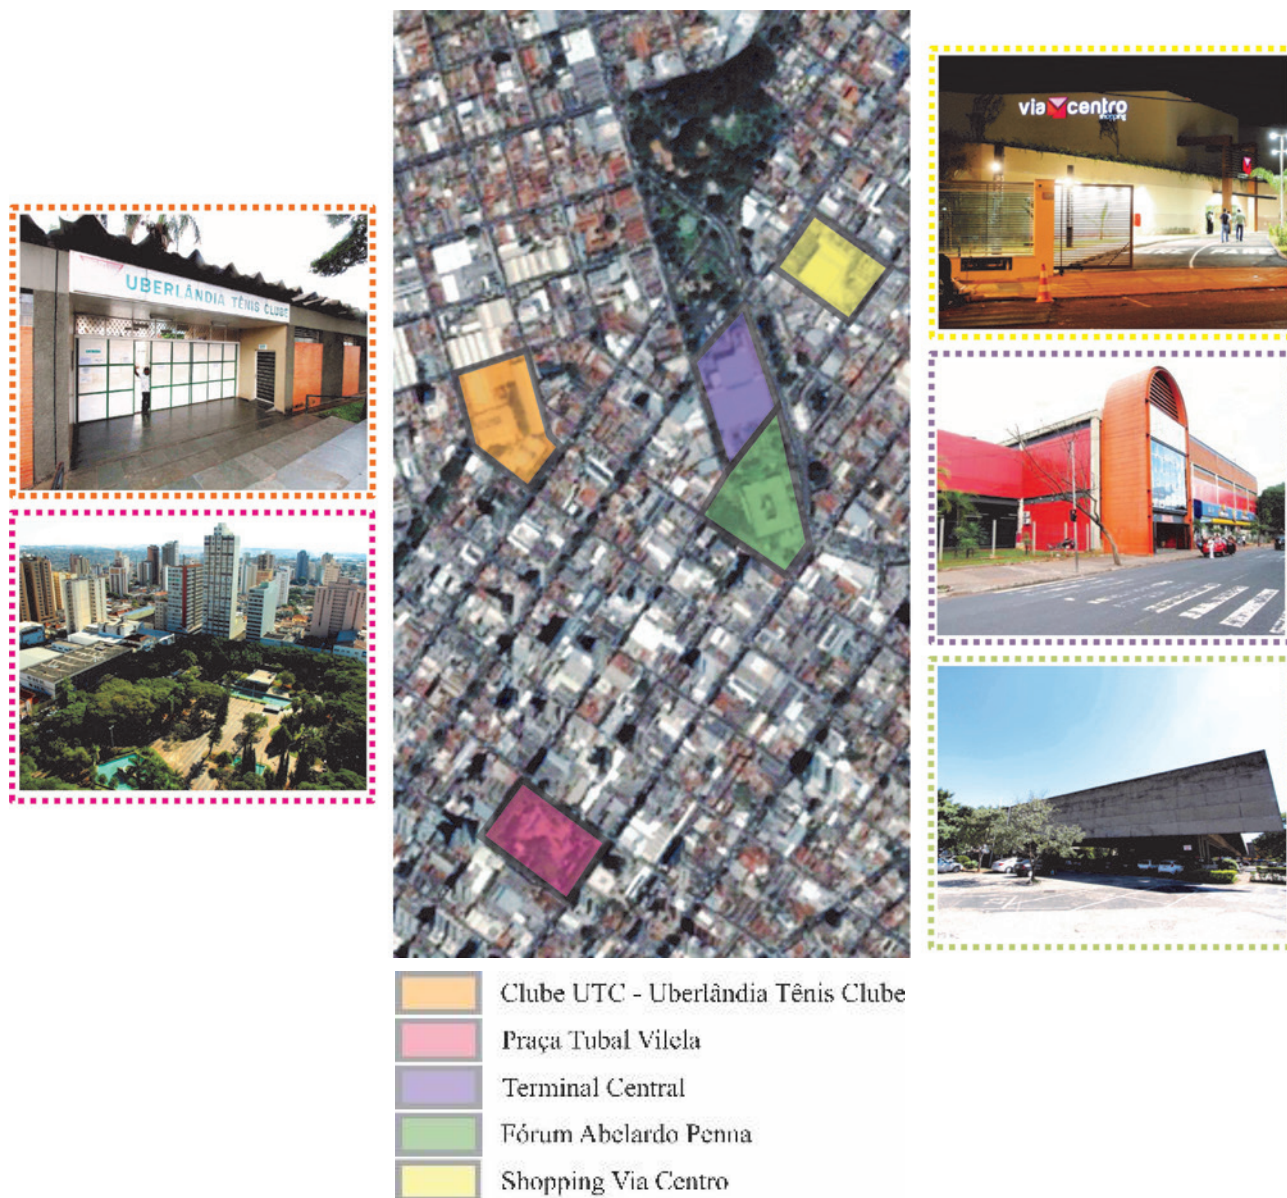 via centro
shopping
UBERLÂNDIA TÊNIS CLUBE
Clube UTC - Uberlândia Tênis Clube
Praça Tubal Vilela
Terminal Central
Fórum Abelardo Penna
Shopping Via Centro